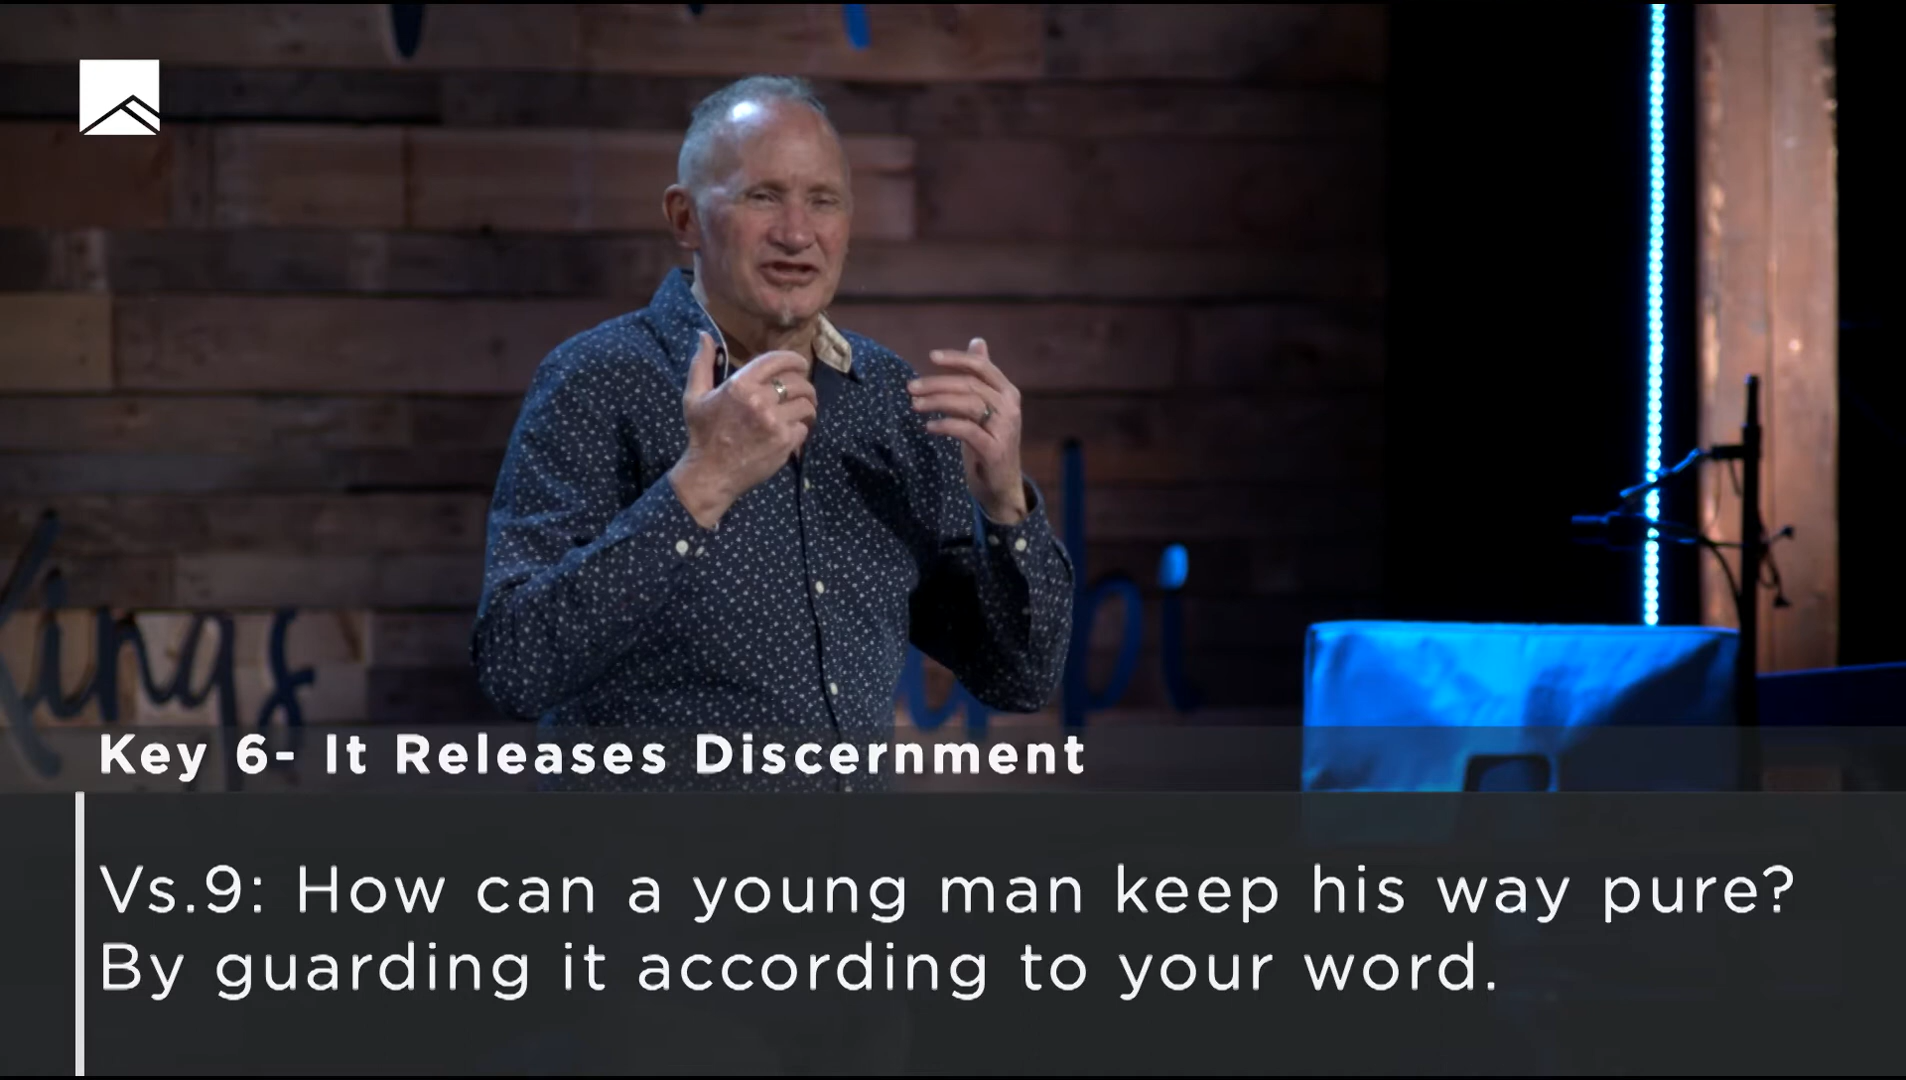 Kings
Key 6- It Releases Discernment
Vs.9: How can a young man keep his way pure?
By guarding it according to your word.